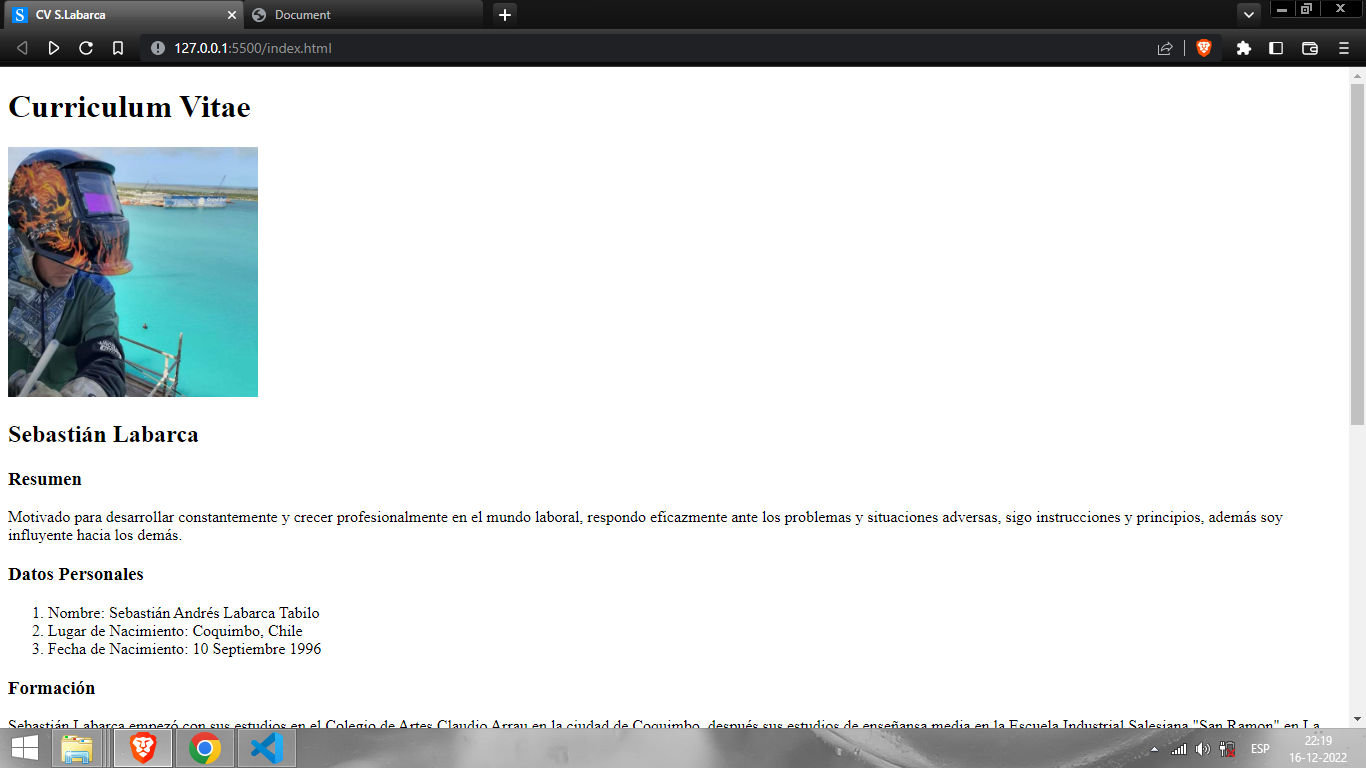 S CV S.Labarca
Document
127.0.0.1:5500/index.html
Curriculum Vitae
Sebastián Labarca
Resumen
Motivado para desarrollar constantemente y crecer profesionalmente en el mundo laboral, respondo eficazmente ante los problemas y situaciones adversas, sigo instrucciones y principios, además soy
influyente hacia los demás.
Datos Personales
1. Nombre: Sebastián Andrés Labarca Tabilo
2. Lugar de Nacimiento: Coquimbo, Chile
3. Fecha de Nacimiento: 10 Septiembre 1996
Formación
Sebastián Labarca empezó con sus estudios en el Colegio de Artes Claudio Arrau en la ciudad de Coquimbo, después sus estudios de enseñansa media en la Escuela Industrial Salesiana "San Ramon" en La
ESP
22:19
16-12-2022